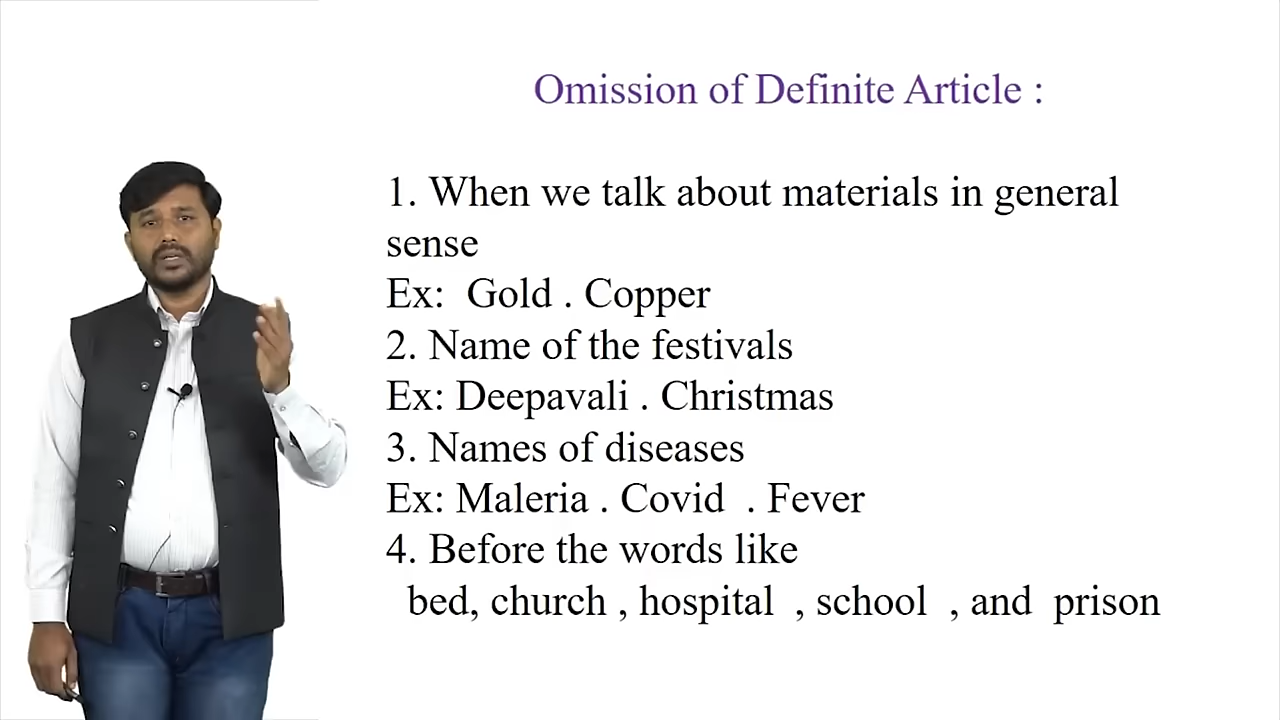 Omission of Definite Article :
1. When we talk about materials in general
sense
Ex: Gold . Copper
2. Name of the festivals
Ex: Deepavali . Christmas
3. Names of diseases
Ex: Maleria . Covid . Fever
4. Before the words like
bed, church , hospital , school , and prison